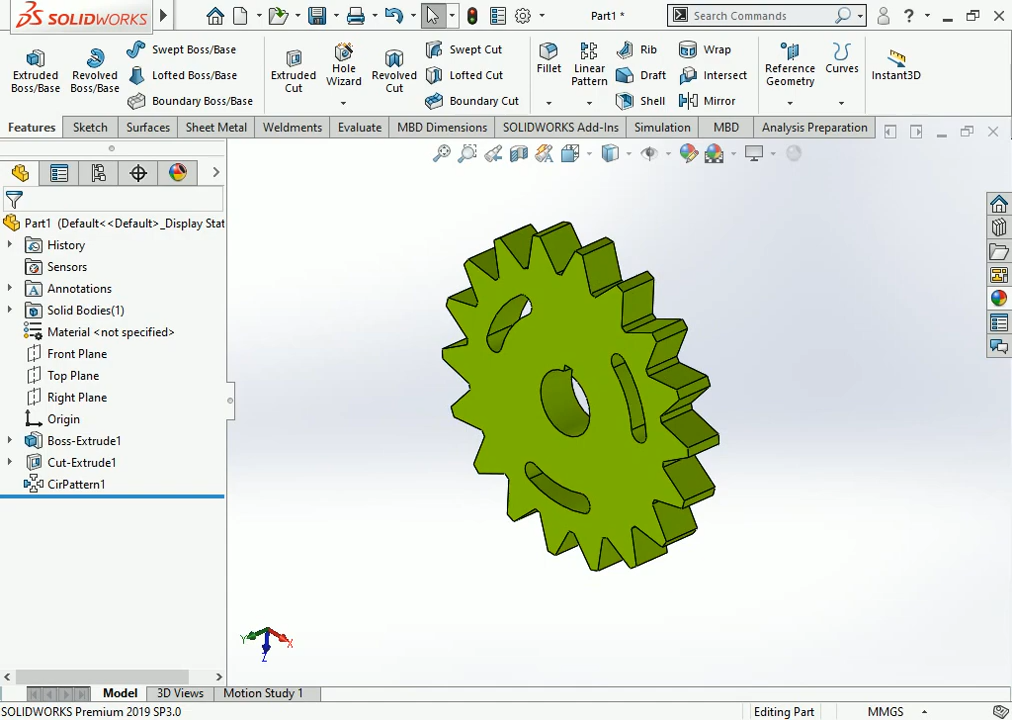 SOLIDWORKS
Part1 *
Search Commands
?
Extruded Boss/Base
Revolved Boss/Base
Swept Boss/Base
Lofted Boss/Base
Boundary Boss/Base
Extruded Cut
Hole Wizard
Revolved Cut
Swept Cut
Lofted Cut
Boundary Cut
Fillet
Linear Pattern
Rib
Draft
Shell
Wrap
Intersect
Mirror
Reference Geometry
Curves
Instant3D
Features
Sketch
Surfaces
Sheet Metal
Weldments
Evaluate
MBD Dimensions
SOLIDWORKS Add-Ins
Simulation
MBD
Analysis Preparation
Part1 (Default<<Default>_Display Stat
History
Sensors
Annotations
Solid Bodies(1)
Material <not specified>
Front Plane
Top Plane
Right Plane
Origin
Boss-Extrude1
Cut-Extrude1
CirPattern1
Y
X
Z
Model
3D Views
Motion Study 1
SOLIDWORKS Premium 2019 SP3.0
Editing Part
MMGS